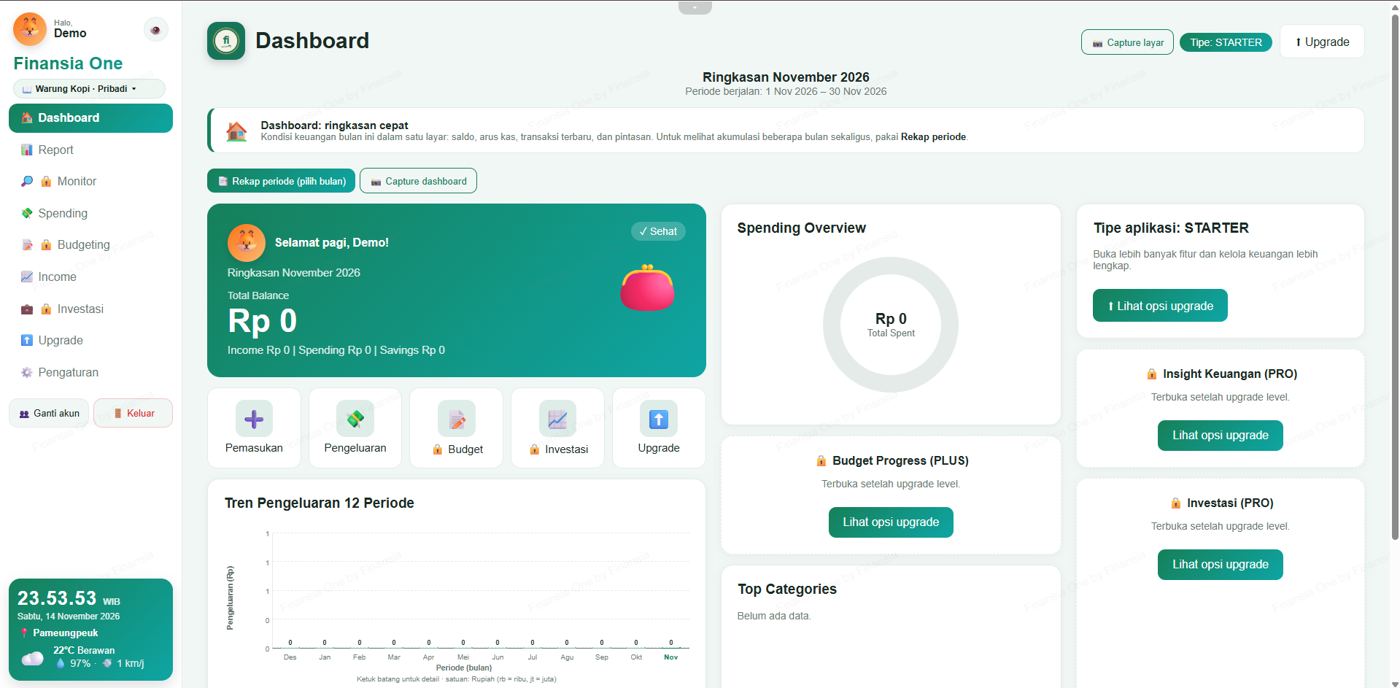 Halo,
Demo
Finansia One
Warung Kopi · Pribadi
Dashboard
Report
Monitor
Spending
Budgeting
Income
Investasi
Upgrade
Pengaturan
Ganti akun
Keluar
23.53.53 WIB
Sabtu, 14 November 2026
Pameungpeuk
22°C Berawan
97% · 1 km/j
fi
Dashboard
Capture layar
Tipe: STARTER
⬆ Upgrade
Ringkasan November 2026
Periode berjalan: 1 Nov 2026 – 30 Nov 2026
Dashboard: ringkasan cepat
Kondisi keuangan bulan ini dalam satu layar: saldo, arus kas, transaksi terbaru, dan pintasan. Untuk melihat akumulasi beberapa bulan sekaligus, pakai Rekap periode.
Rekap periode (pilih bulan)
Capture dashboard
Selamat pagi, Demo!
✓ Sehat
Ringkasan November 2026
Total Balance
Rp 0
Income Rp 0 | Spending Rp 0 | Savings Rp 0
Pemasukan
Pengeluaran
Budget
Investasi
Upgrade
Tren Pengeluaran 12 Periode
Pengeluaran (Rp)
1
1
1
0
0
0 0 0 0 0 0 0 0 0 0 0 0
Des Jan Feb Mar Apr Mei Jun Jul Agu Sep Okt Nov
Periode (bulan)
Ketuk batang untuk detail · satuan: Rupiah (rb = ribu, jt = juta)
Spending Overview
Rp 0
Total Spent
Budget Progress (PLUS)
Terbuka setelah upgrade level.
Lihat opsi upgrade
Top Categories
Belum ada data.
Tipe aplikasi: STARTER
Buka lebih banyak fitur dan kelola keuangan lebih
lengkap.
⬆ Lihat opsi upgrade
Insight Keuangan (PRO)
Terbuka setelah upgrade level.
Lihat opsi upgrade
Investasi (PRO)
Terbuka setelah upgrade level.
Lihat opsi upgrade
Finansia One by Finansia